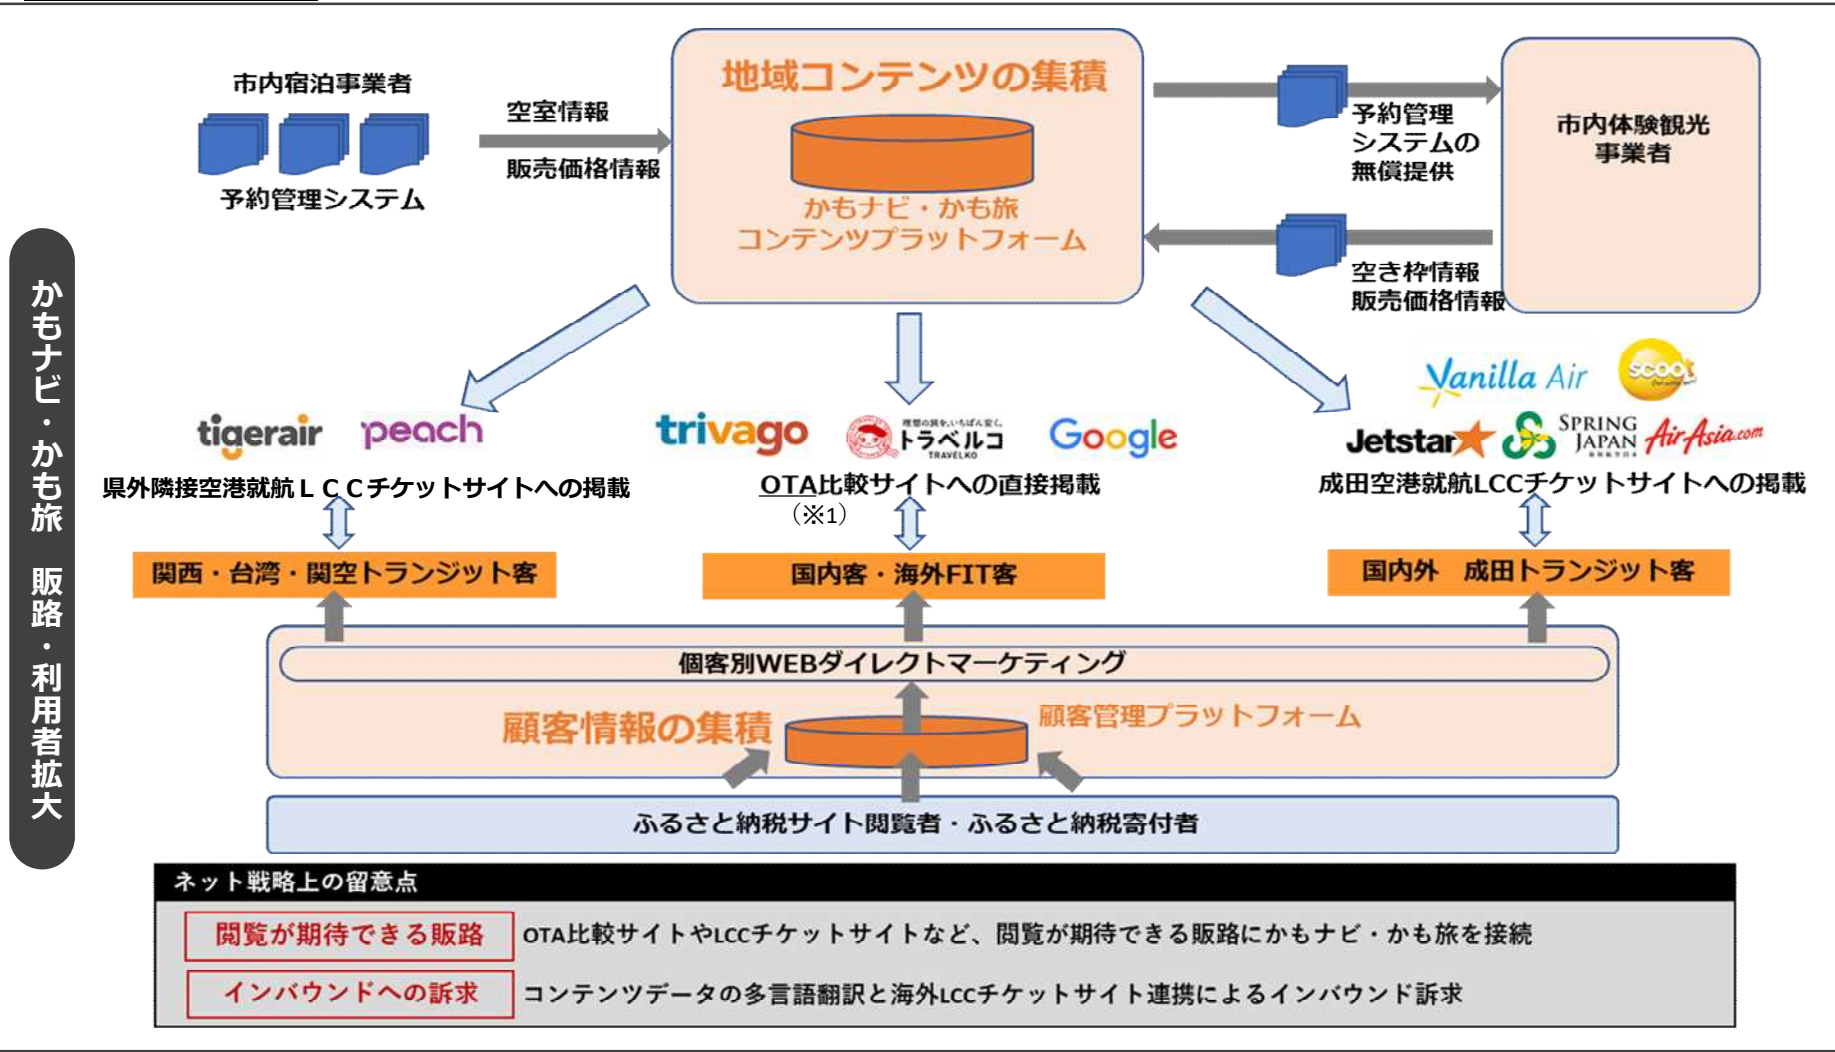 かもナビ・かも旅　販路・利用者拡大
市内宿泊事業者
予約管理システム
空室情報
販売価格情報
地域コンテンツの集積
かもナビ・かも旅
コンテンツプラットフォーム
予約管理
システムの
無償提供
市内体験観光
事業者
空き枠情報
販売価格情報
tigerair
peach
県外隣接空港就航ＬＣＣチケットサイトへの掲載
trivago
理想の旅を、いちばん安く。
トラベルコ
TRAVELKO
Google
OTA比較サイトへの直接掲載
（※1）
Vanilla Air
scoot
Jetstar
SPRING
JAPAN
AirAsia.com
成田空港就航LCCチケットサイトへの掲載
関西・台湾・関空トランジット客
国内客・海外FIT客
国内外　成田トランジット客
個客別WEBダイレクトマーケティング
顧客情報の集積
顧客管理プラットフォーム
ふるさと納税サイト閲覧者・ふるさと納税寄付者
ネット戦略上の留意点
閲覧が期待できる販路
OTA比較サイトやLCCチケットサイトなど、閲覧が期待できる販路にかもナビ・かも旅を接続
インバウンドへの訴求
コンテンツデータの多言語翻訳と海外LCCチケットサイト連携によるインバウンド訴求